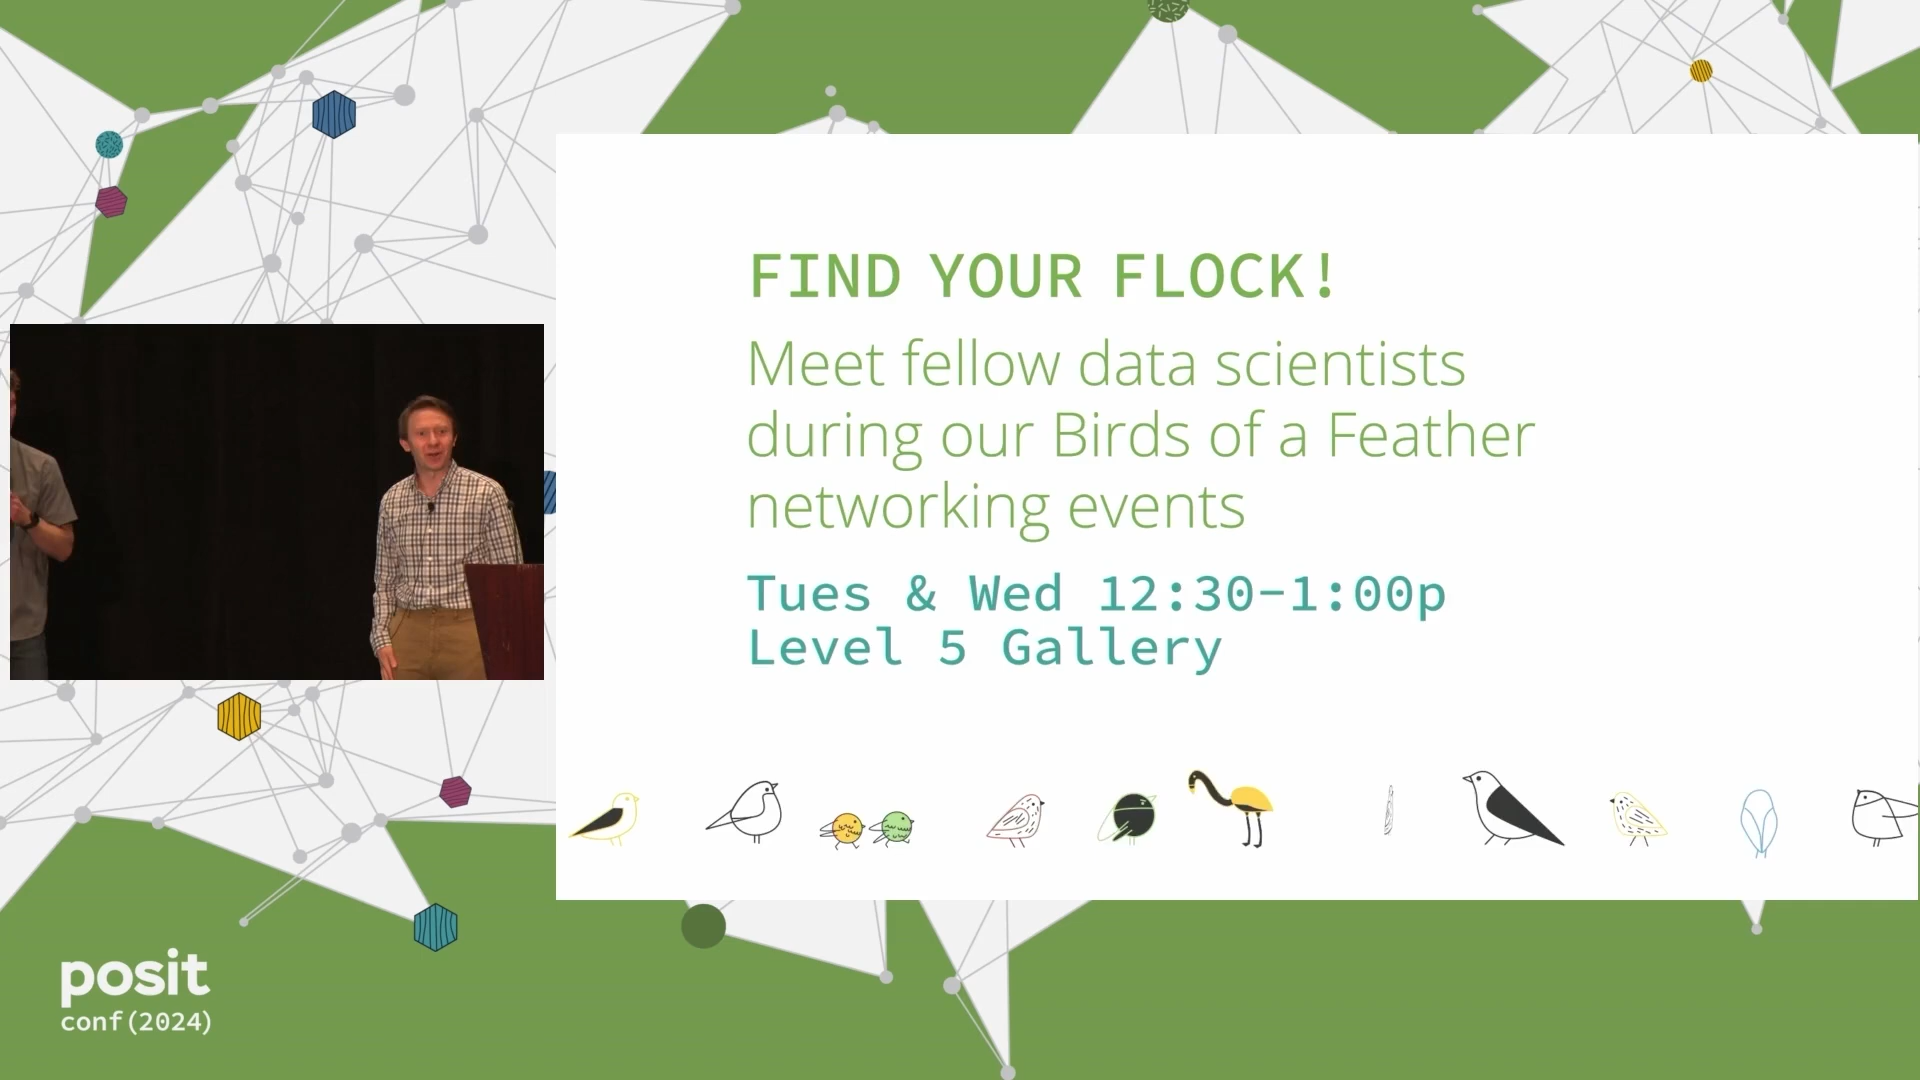 FIND YOUR FLOCK!
Meet fellow data scientists
during our Birds of a Feather
networking events
Tues & Wed 12:30-1:00p
Level 5 Gallery
posit
conf(2024)